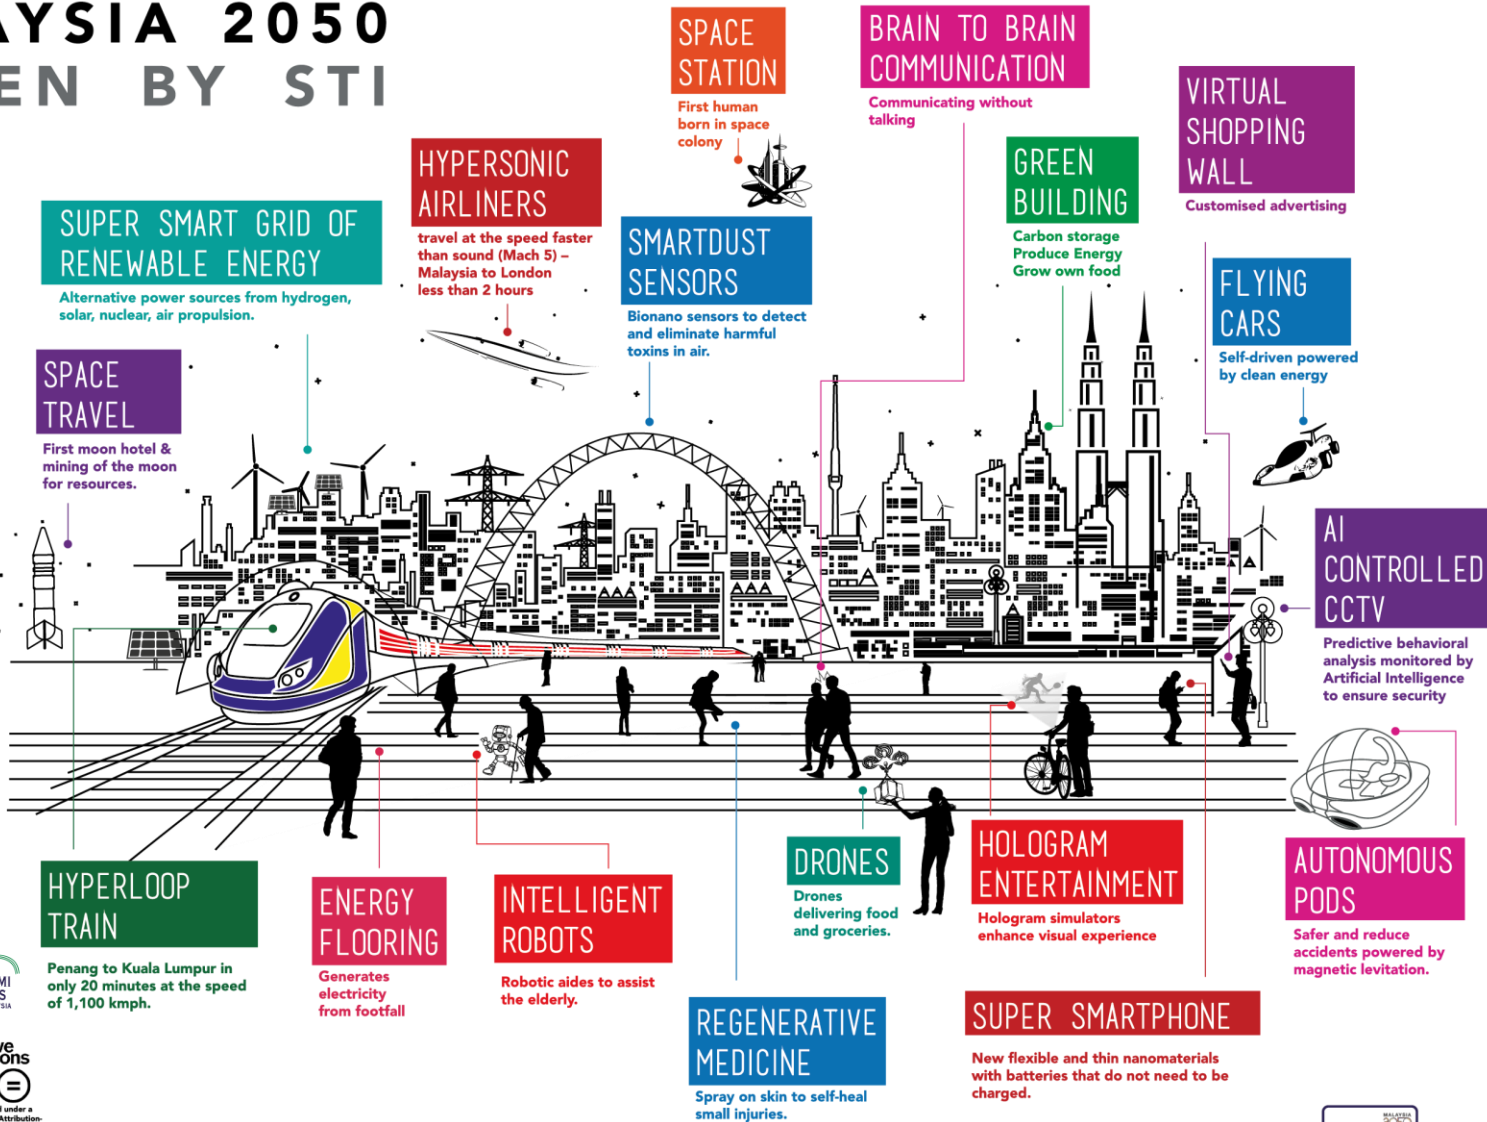 AYSIA 2050
EN BY STI
SPACE
STATION
First human
born in space
colony
BRAIN TO BRAIN
COMMUNICATION
Communicating without
talking
VIRTUAL
SHOPPING
WALL
Customised advertising
HYPERSONIC
AIRLINERS
travel at the speed faster
than sound (Mach 5) –
Malaysia to London
less than 2 hours
GREEN
BUILDING
Carbon storage
Produce Energy
Grow own food
SUPER SMART GRID OF
RENEWABLE ENERGY
Alternative power sources from hydrogen,
solar, nuclear, air propulsion.
SMARTDUST
SENSORS
Bionano sensors to detect
and eliminate harmful
toxins in air.
FLYING
CARS
Self-driven powered
by clean energy
SPACE
TRAVEL
First moon hotel &
mining of the moon
for resources.
AI
CONTROLLED
CCTV
Predictive behavioral
analysis monitored by
Artificial Intelligence
to ensure security
HYPERLOOP
TRAIN
Penang to Kuala Lumpur in
only 20 minutes at the speed
of 1,100 kmph.
ENERGY
FLOORING
Generates
electricity
from footfall
INTELLIGENT
ROBOTS
Robotic aides to assist
the elderly.
DRONES
Drones
delivering food
and groceries.
HOLOGRAM
ENTERTAINMENT
Hologram simulators
enhance visual experience
AUTONOMOUS
PODS
Safer and reduce
accidents powered by
magnetic levitation.
REGENERATIVE
MEDICINE
Spray on skin to self-heal
small injuries.
SUPER SMARTPHONE
New flexible and thin nanomaterials
with batteries that do not need to be
charged.
MI
S
YSIA
ve
ons
=
l under a
Attribution-
MALAYSIA